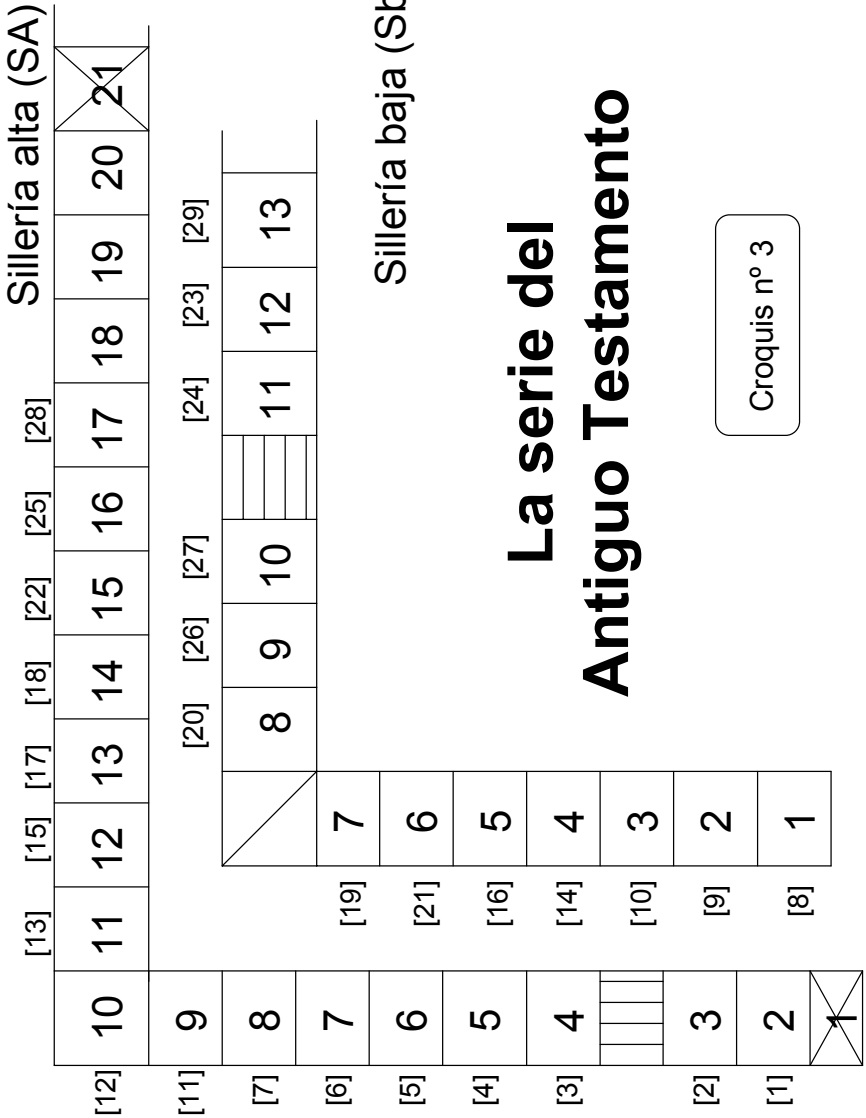 Sillería alta (SA)
[13] [15] [17] [18] [22] [25] [28]
[12] 10 11 12 13 14 15 16 17 18 19 20 21
[11] 9 [20] [26] [27] [24] [23] [29]
[7] 8 8 9 10 11 12 13
[6] 7 [19] 7
Sillería baja (Sb
[5] 6 [21] 6
[4] 5 [16] 5
La serie del
[3] 4 [14] 4
Antiguo Testamento
[10] 3
[2] 3 [9] 2
Croquis nº 3
[1] 2 [8] 1
1